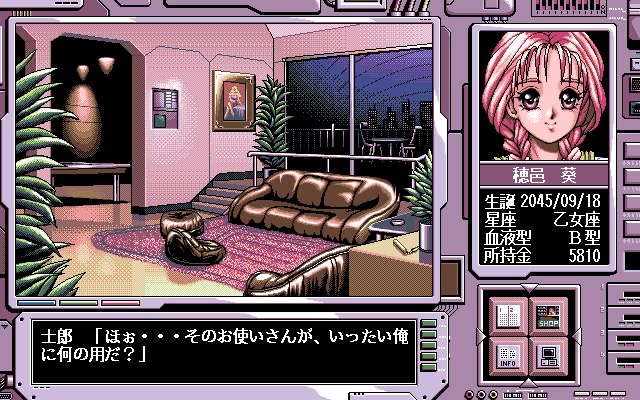 穂邑 葵
生誕 2045/09/18
星座 乙女座
血液型 B型
所持金 5810
SHOP
INFO
士郎 「ほぉ・・・そのお使いさんが、いったい俺
に何の用だ？」